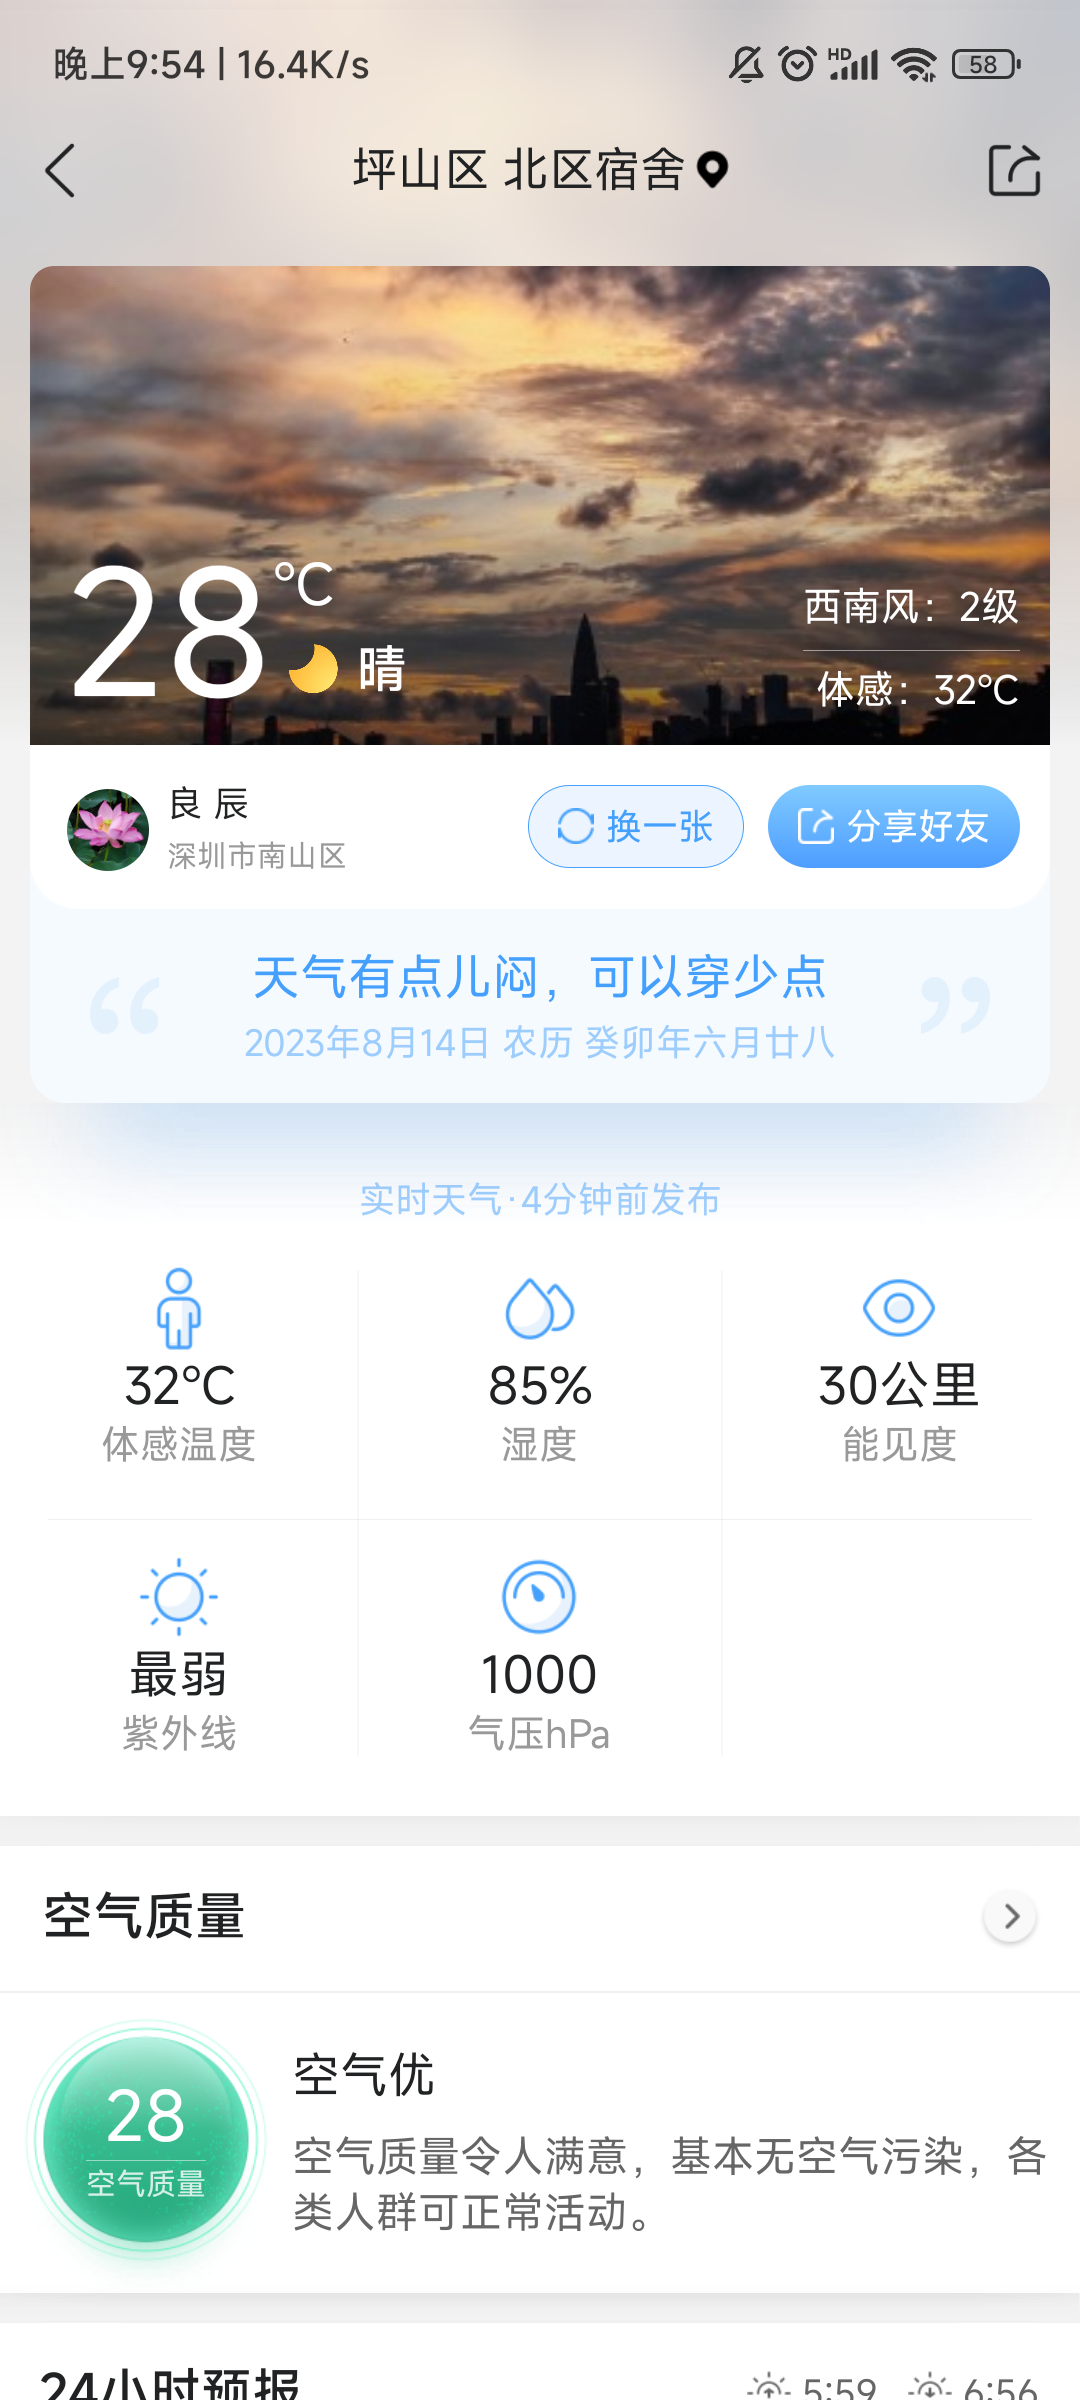 晚上9:54 | 16.4K/s
HD
58
坪山区 北区宿舍
28℃
晴
西南风：2级
体感：32℃
良 辰
深圳市南山区
换一张
分享好友
天气有点儿闷，可以穿少点
2023年8月14日 农历 癸卯年六月廿八
实时天气·4分钟前发布
32℃
体感温度
85%
湿度
30公里
能见度
最弱
紫外线
1000
气压hPa
空气质量
28
空气质量
空气优
空气质量令人满意，基本无空气污染，各
类人群可正常活动。
24小时预报
5:59
6:56